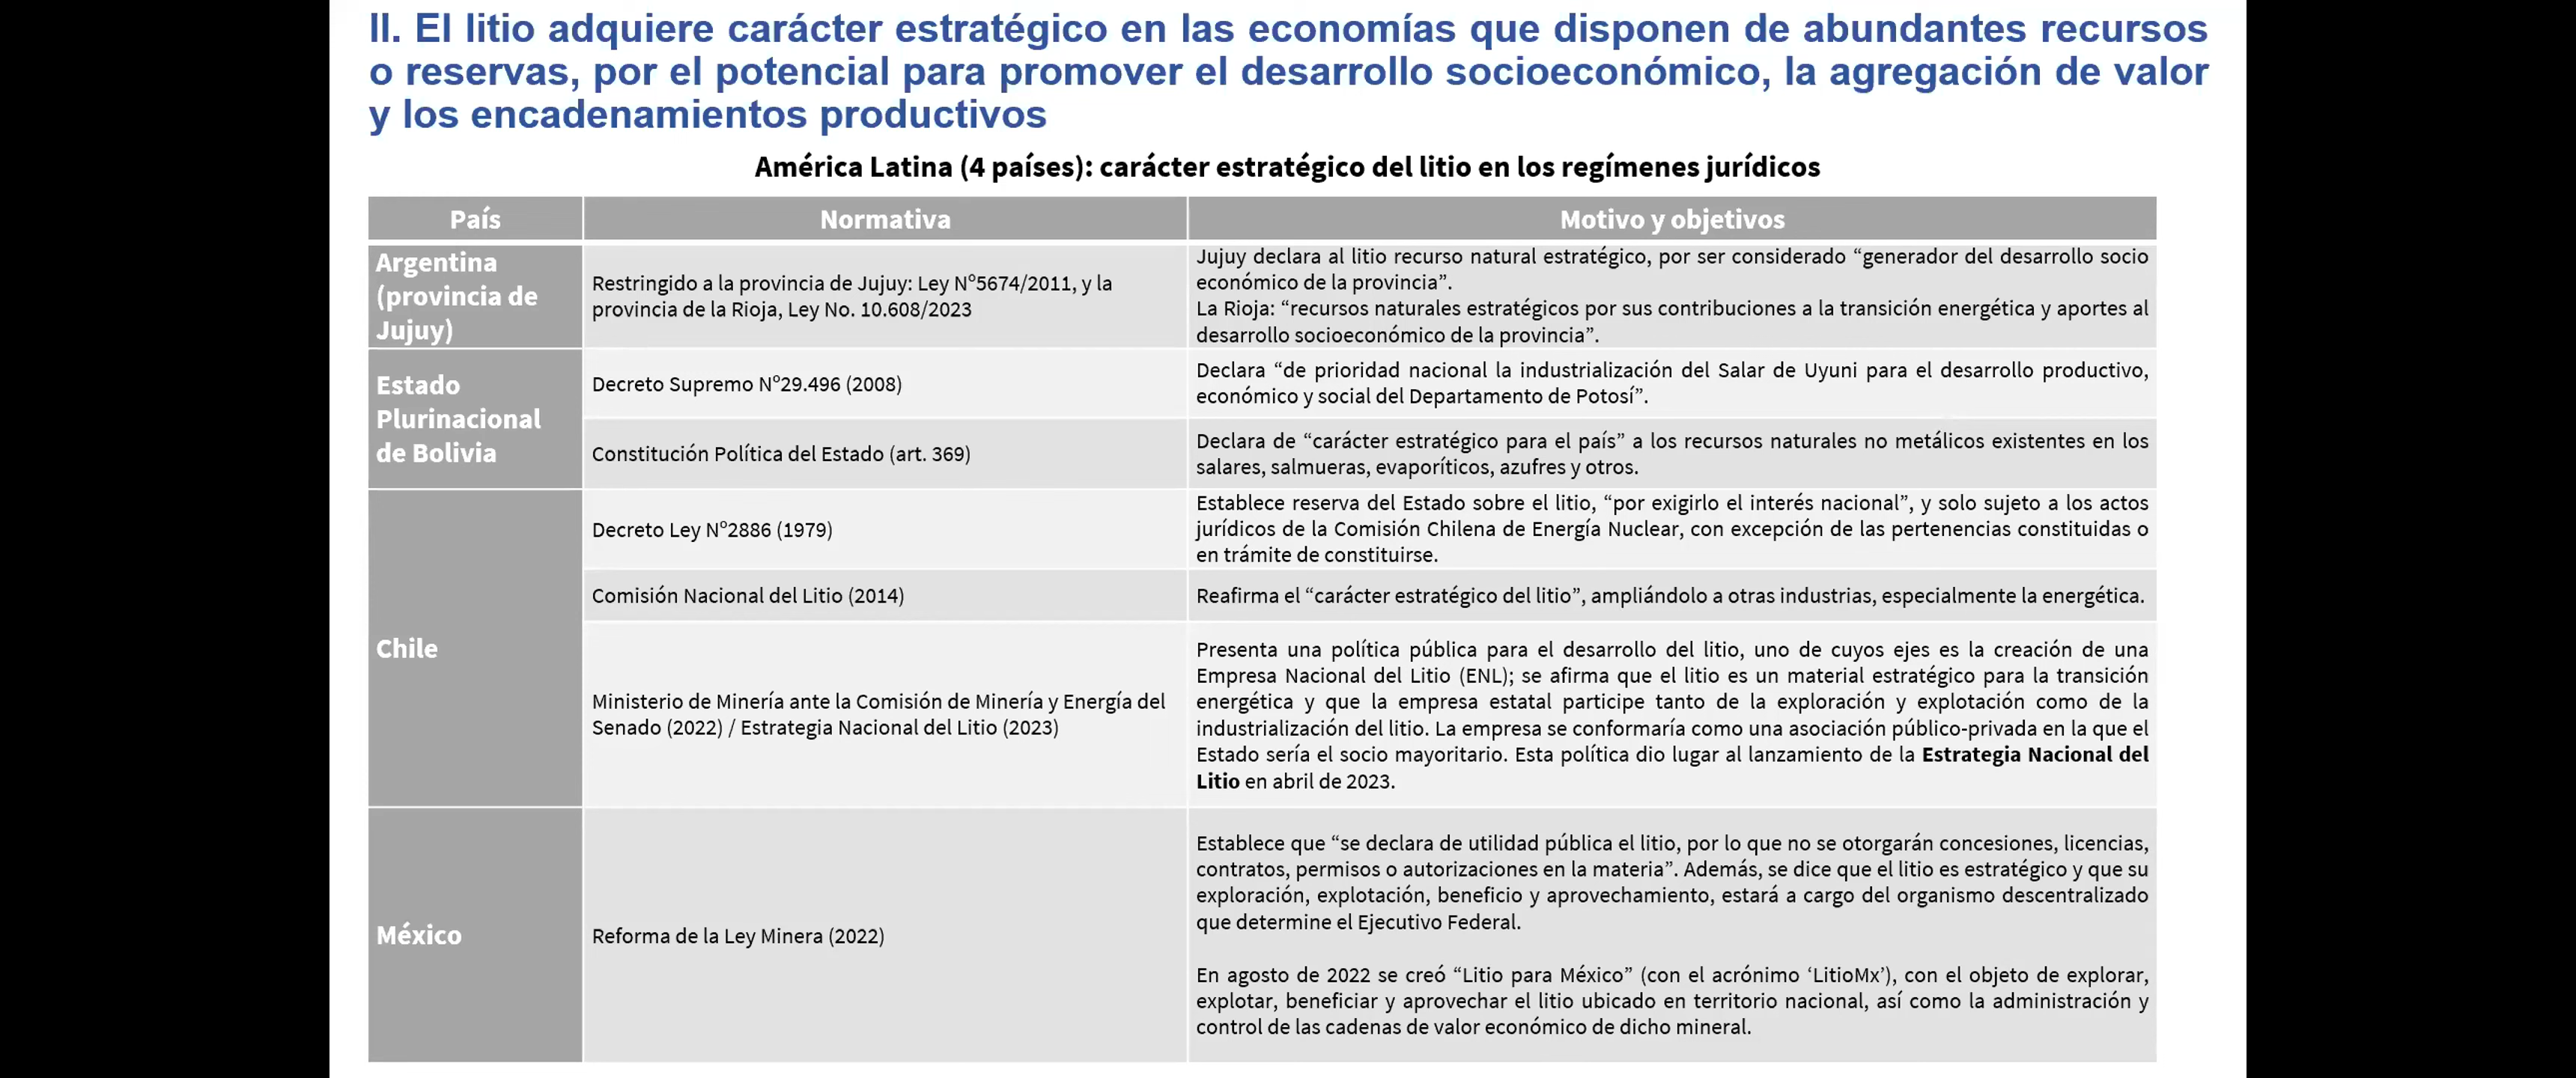 II. El litio adquiere carácter estratégico en las economías que disponen de abundantes recursos
o reservas, por el potencial para promover el desarrollo socioeconómico, la agregación de valor
y los encadenamientos productivos
América Latina (4 países): carácter estratégico del litio en los regímenes jurídicos
País
Normativa
Motivo y objetivos
Argentina
(provincia de
Jujuy)
Restringido a la provincia de Jujuy: Ley Nº5674/2011, y la
provincia de la Rioja, Ley No. 10.608/2023
Jujuy declara al litio recurso natural estratégico, por ser considerado “generador del desarrollo socio
económico de la provincia”.
La Rioja: “recursos naturales estratégicos por sus contribuciones a la transición energética y aportes al
desarrollo socioeconómico de la provincia”.
Estado
Plurinacional
de Bolivia
Decreto Supremo Nº29.496 (2008)
Declara “de prioridad nacional la industrialización del Salar de Uyuni para el desarrollo productivo,
económico y social del Departamento de Potosí”.
Constitución Política del Estado (art. 369)
Declara de “carácter estratégico para el país” a los recursos naturales no metálicos existentes en los
salares, salmueras, evaporíticos, azufres y otros.
Chile
Decreto Ley Nº2886 (1979)
Establece reserva del Estado sobre el litio, “por exigirlo el interés nacional”, y solo sujeto a los actos
jurídicos de la Comisión Chilena de Energía Nuclear, con excepción de las pertenencias constituidas o
en trámite de constituirse.
Comisión Nacional del Litio (2014)
Reafirma el “carácter estratégico del litio”, ampliándolo a otras industrias, especialmente la energética.
Ministerio de Minería ante la Comisión de Minería y Energía del
Senado (2022) / Estrategia Nacional del Litio (2023)
Presenta una política pública para el desarrollo del litio, uno de cuyos ejes es la creación de una
Empresa Nacional del Litio (ENL); se afirma que el litio es un material estratégico para la transición
energética y que la empresa estatal participe tanto de la exploración y explotación como de la
industrialización del litio. La empresa se conformaría como una asociación público-privada en la que el
Estado sería el socio mayoritario. Esta política dio lugar al lanzamiento de la Estrategia Nacional del
Litio en abril de 2023.
México
Reforma de la Ley Minera (2022)
Establece que “se declara de utilidad pública el litio, por lo que no se otorgarán concesiones, licencias,
contratos, permisos o autorizaciones en la materia”. Además, se dice que el litio es estratégico y que su
exploración, explotación, beneficio y aprovechamiento, estará a cargo del organismo descentralizado
que determine el Ejecutivo Federal.
En agosto de 2022 se creó “Litio para México” (con el acrónimo ‘LitioMx’), con el objeto de explorar,
explotar, beneficiar y aprovechar el litio ubicado en territorio nacional, así como la administración y
control de las cadenas de valor económico de dicho mineral.